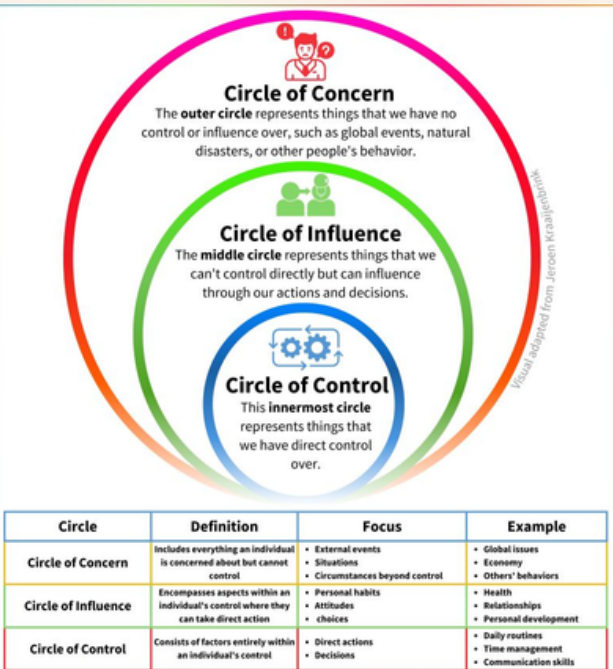 ! ?
Circle of Concern
The outer circle represents things that we have no
control or influence over, such as global events, natural
disasters, or other people's behavior.
Circle of Influence
The middle circle represents things that we
can't control directly but can influence
through our actions and decisions.
Circle of Control
This innermost circle
represents things that
we have direct control
over.
Visual adapted from Jeroen Kraaijenbrink
Circle Definition Focus Example
Circle of Concern
Includes everything an individual
is concerned about but cannot
control
• External events
• Situations
• Circumstances beyond control
• Global issues
• Economy
• Others' behaviors
Circle of Influence
Encompasses aspects within an
individual's control where they
can take direct action
• Personal habits
• Attitudes
• choices
• Health
• Relationships
• Personal development
Circle of Control
Consists of factors entirely within
an individual's control
• Direct actions
• Decisions
• Daily routines
• Time management
• Communication skills